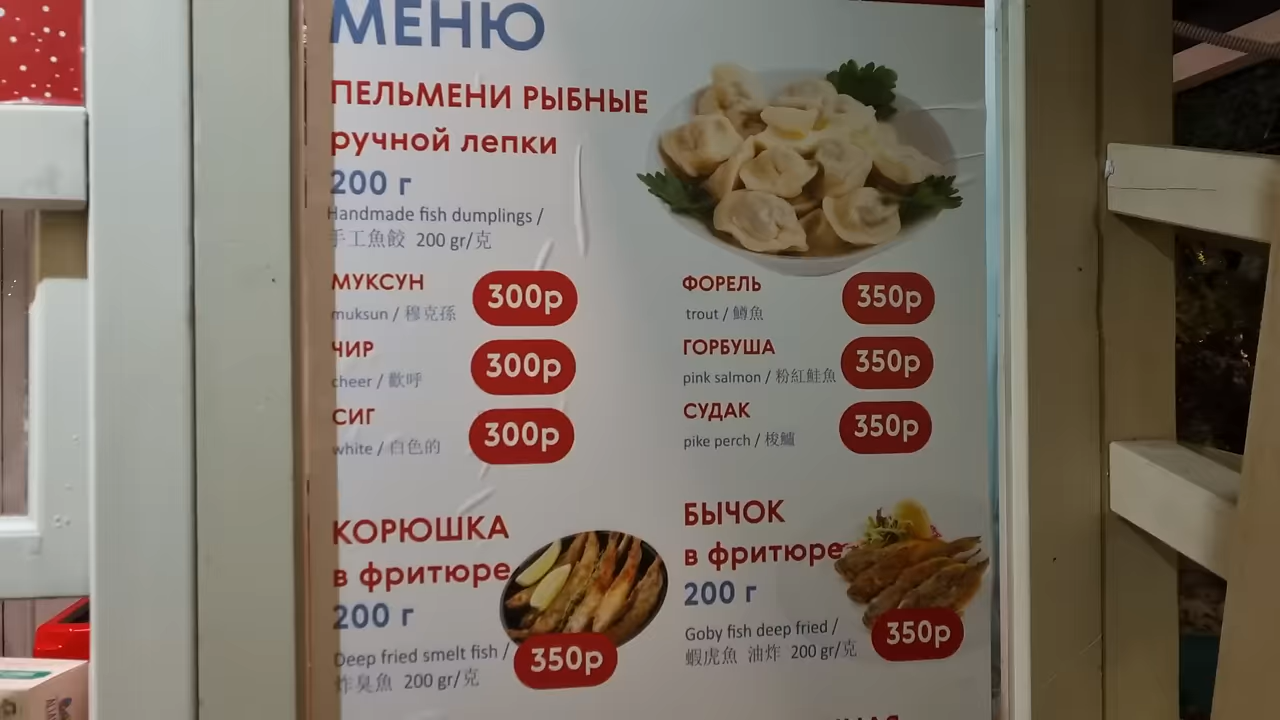 МЕНЮ
ПЕЛЬМЕНИ РЫБНЫЕ
ручной лепки
200 г
Handmade fish dumplings /
手工魚餃 200 gr/克
МУКСУН
300р
muksun / 穆克孫
ЧИР
300р
cheer / 歡呼
СИГ
300р
white / 白色的
ФОРЕЛЬ
350р
trout / 鱒魚
ГОРБУША
350р
pink salmon / 粉紅鮭魚
СУДАК
350р
pike perch / 梭鱸
КОРЮШКА
в фритюре
200 г
Deep fried smelt fish /
炸臭魚 200 gr/克
350р
БЫЧОК
в фритюре
200 г
Goby fish deep fried /
蝦虎魚 油炸 200 gr/克
350р